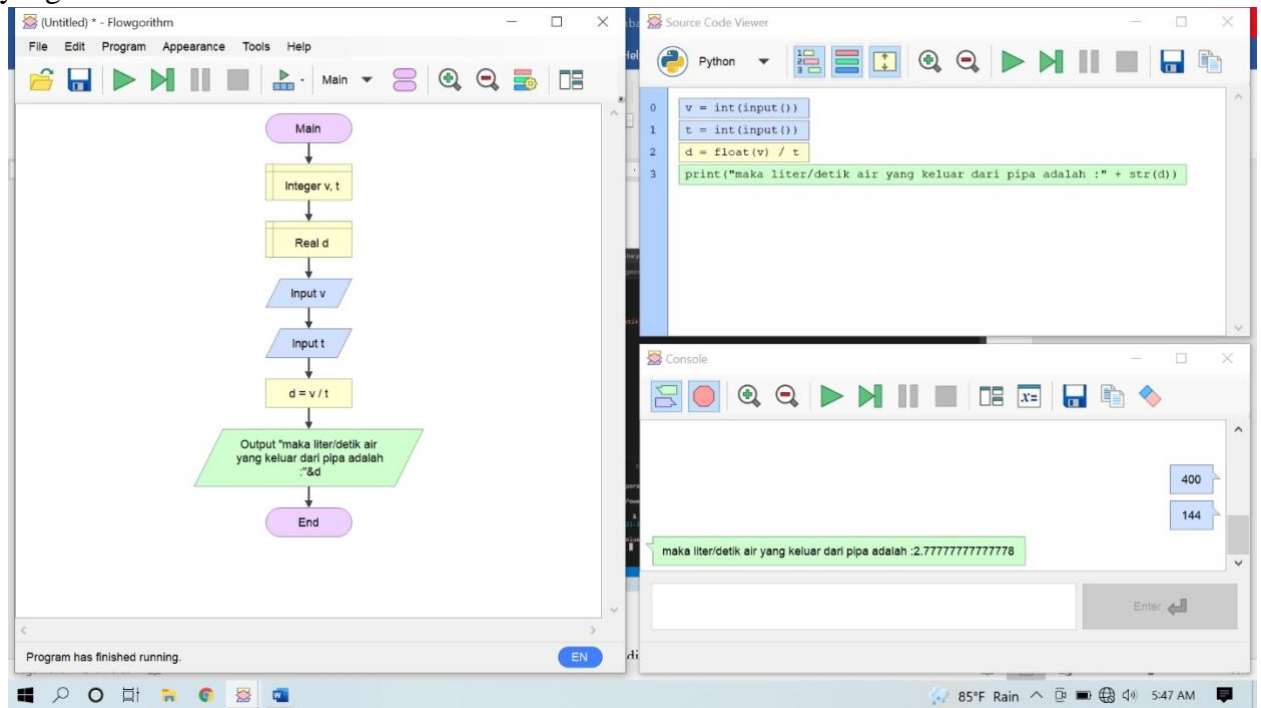 (Untitled) * - Flowgorithm
File Edit Program Appearance Tools Help
Main
Main
Integer v, t
Real d
Input v
Input t
d = v / t
Output "maka liter/detik air
yang keluar dari pipa adalah
:"&d
End
Program has finished running.
EN
Source Code Viewer
Python
0 v = int(input())
1 t = int(input())
2 d = float(v) / t
3 print("maka liter/detik air yang keluar dari pipa adalah :" + str(d))
Console
x=
400
144
maka liter/detik air yang keluar dari pipa adalah :2.77777777777778
Enter
di
85°F Rain
5:47 AM